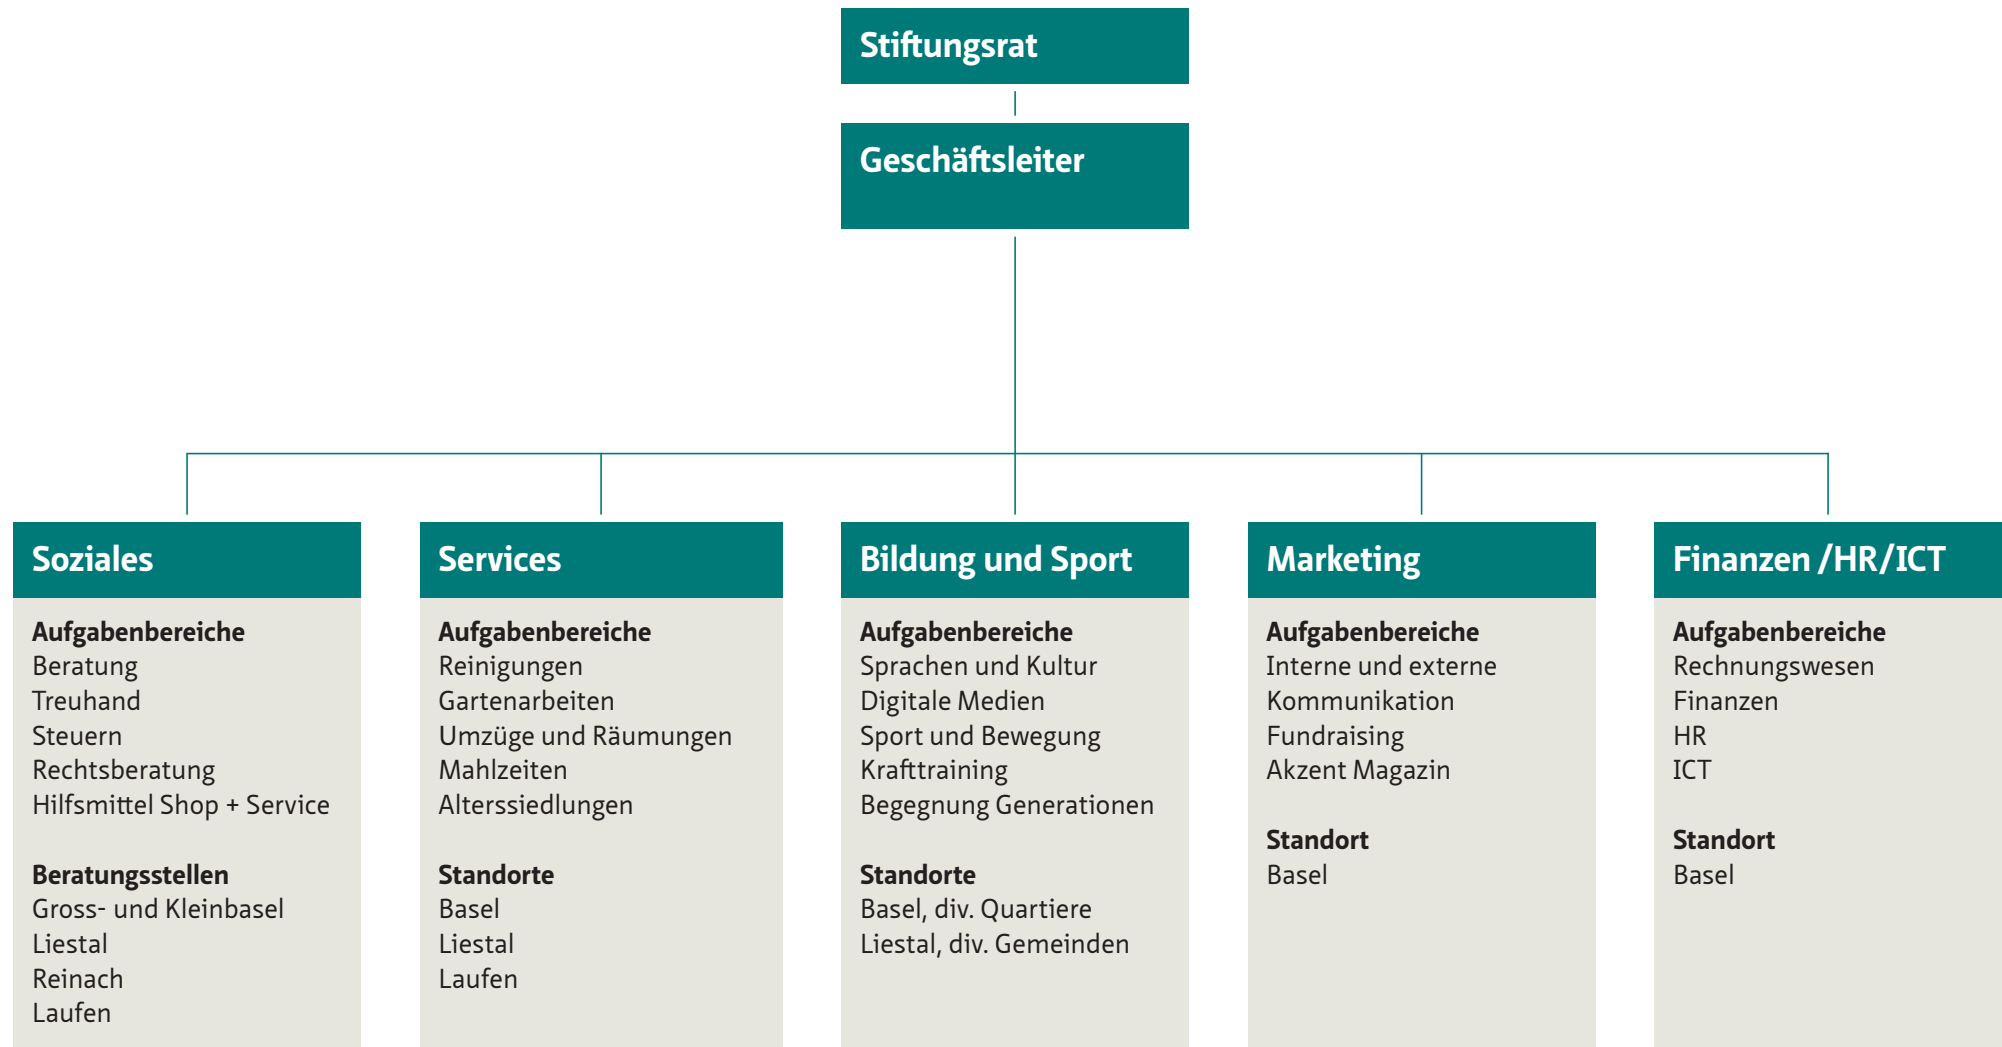 Stiftungsrat
Geschäftsleiter
Soziales
Aufgabenbereiche
Beratung
Treuhand
Steuern
Rechtsberatung
Hilfsmittel Shop + Service
Beratungsstellen
Gross- und Kleinbasel
Liestal
Reinach
Laufen
Services
Aufgabenbereiche
Reinigungen
Gartenarbeiten
Umzüge und Räumungen
Mahlzeiten
Alterssiedlungen
Standorte
Basel
Liestal
Laufen
Bildung und Sport
Aufgabenbereiche
Sprachen und Kultur
Digitale Medien
Sport und Bewegung
Krafttraining
Begegnung Generationen
Standorte
Basel, div. Quartiere
Liestal, div. Gemeinden
Marketing
Aufgabenbereiche
Interne und externe
Kommunikation
Fundraising
Akzent Magazin
Standort
Basel
Finanzen /HR/ICT
Aufgabenbereiche
Rechnungswesen
Finanzen
HR
ICT
Standort
Basel